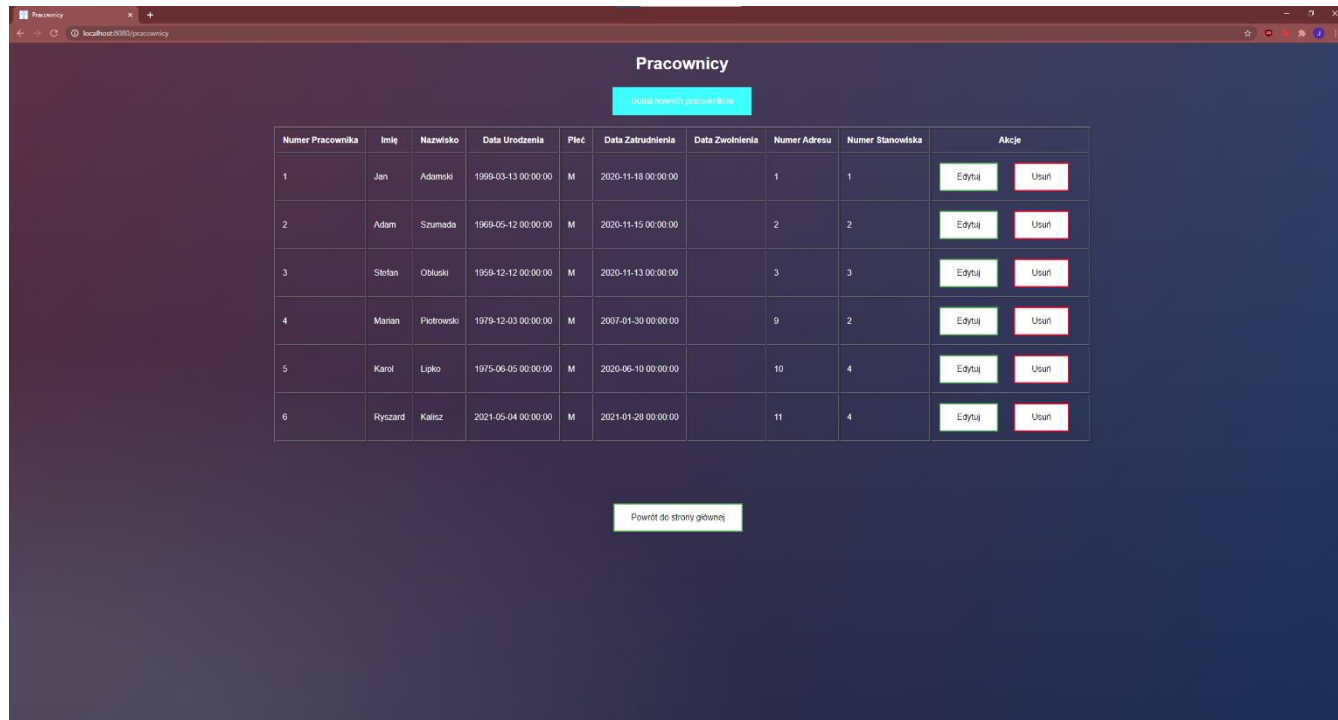 Pracownicy
localhost:8080/pracownicy
Pracownicy
Dodaj nowych pracowników
Numer Pracownika Imię Nazwisko Data Urodzenia Płeć Data Zatrudnienia Data Zwolnienia Numer Adresu Numer Stanowiska Akcje
1 Jan Adamski 1999-03-13 00:00:00 M 2020-11-18 00:00:00 1 1 Edytuj Usuń
2 Adam Szumada 1969-05-12 00:00:00 M 2020-11-15 00:00:00 2 2 Edytuj Usuń
3 Stefan Obluski 1959-12-12 00:00:00 M 2020-11-13 00:00:00 3 3 Edytuj Usuń
4 Marian Piotrowski 1979-12-03 00:00:00 M 2007-01-30 00:00:00 9 2 Edytuj Usuń
5 Karol Lipko 1975-06-05 00:00:00 M 2020-06-10 00:00:00 10 4 Edytuj Usuń
6 Ryszard Kalisz 2021-05-04 00:00:00 M 2021-01-28 00:00:00 11 4 Edytuj Usuń
Powrót do strony głównej